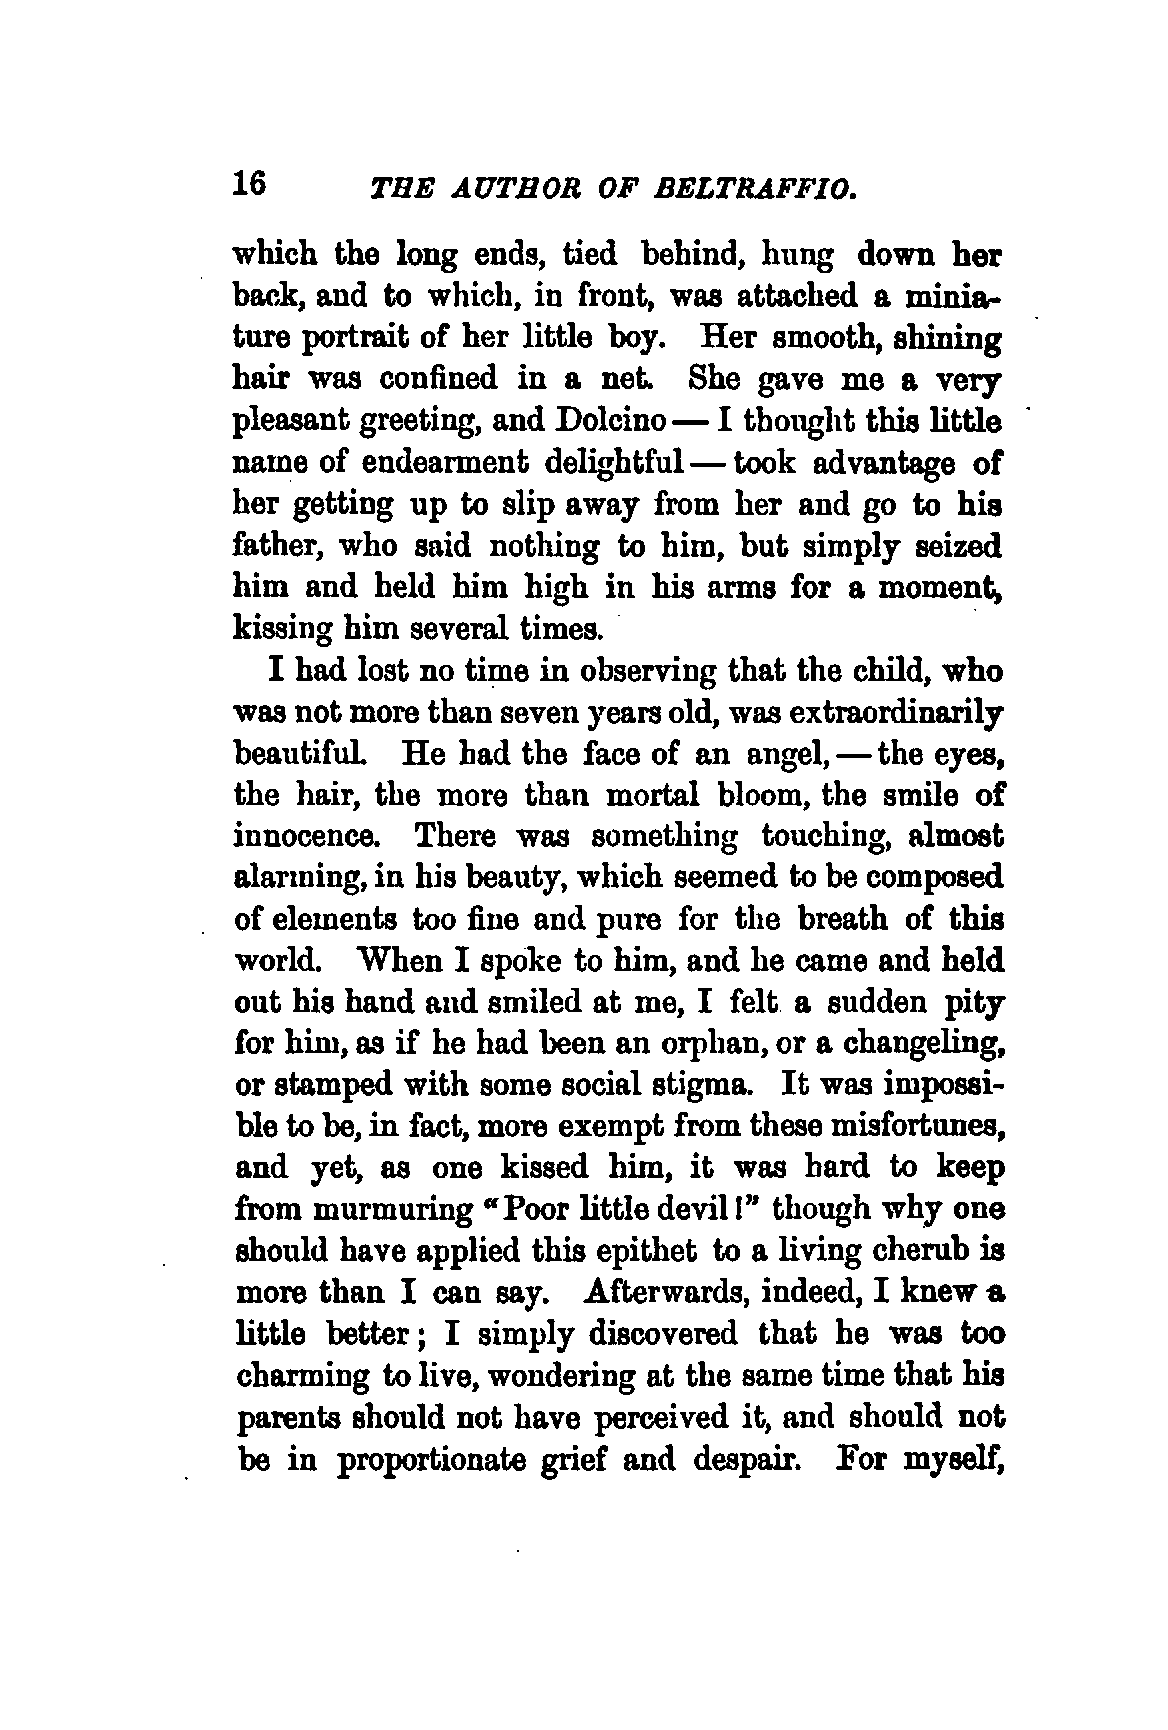 16 THE AUTHOR OF BELTRAFFIO.
which the long ends, tied behind, hung down her
back, and to which, in front, was attached a minia-
ture portrait of her little boy. Her smooth, shining
hair was confined in a net. She gave me a very
pleasant greeting, and Dolcino — I thought this little
name of endearment delightful — took advantage of
her getting up to slip away from her and go to his
father, who said nothing to him, but simply seized
him and held him high in his arms for a moment,
kissing him several times.
I had lost no time in observing that the child, who
was not more than seven years old, was extraordinarily
beautiful. He had the face of an angel, — the eyes,
the hair, the more than mortal bloom, the smile of
innocence. There was something touching, almost
alarming, in his beauty, which seemed to be composed
of elements too fine and pure for the breath of this
world. When I spoke to him, and he came and held
out his hand and smiled at me, I felt a sudden pity
for him, as if he had been an orphan, or a changeling,
or stamped with some social stigma. It was impossi-
ble to be, in fact, more exempt from these misfortunes,
and yet, as one kissed him, it was hard to keep
from murmuring "Poor little devil!" though why one
should have applied this epithet to a living cherub is
more than I can say. Afterwards, indeed, I knew a
little better; I simply discovered that he was too
charming to live, wondering at the same time that his
parents should not have perceived it, and should not
be in proportionate grief and despair. For myself,